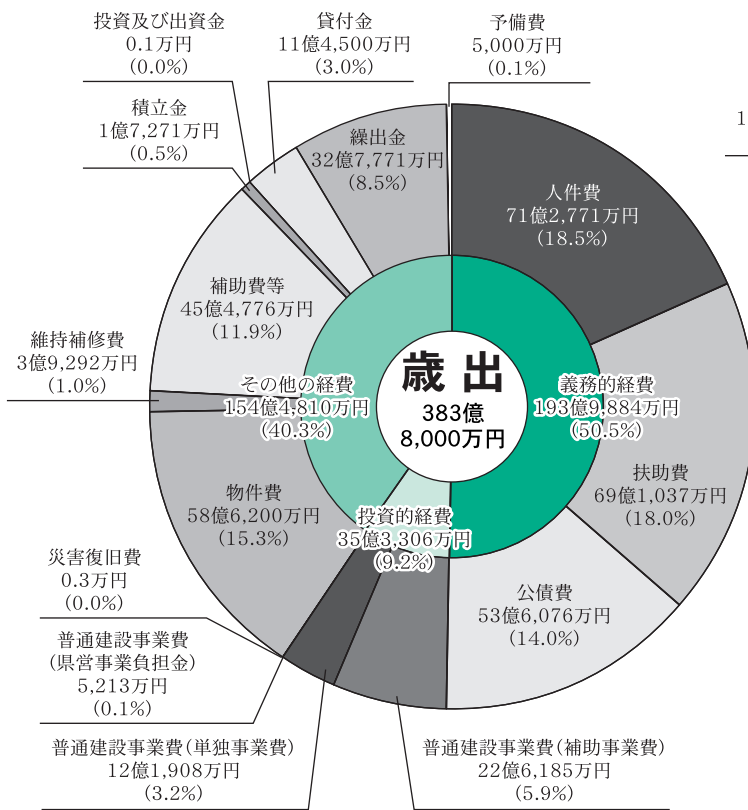 投資及び出資金
0.1万円
(0.0%)
貸付金
11億4,500万円
(3.0%)
予備費
5,000万円
(0.1%)
積立金
1億7,271万円
(0.5%)
繰出金
32億7,771万円
(8.5%)
1
人件費
71億2,771万円
(18.5%)
補助費等
45億4,776万円
(11.9%)
維持補修費
3億9,292万円
(1.0%)
その他の経費
154億4,810万円
(40.3%)
歳出
383億
8,000万円
義務的経費
193億9,884万円
(50.5%)
扶助費
69億1,037万円
(18.0%)
物件費
58億6,200万円
(15.3%)
投資的経費
35億3,306万円
(9.2%)
公債費
53億6,076万円
(14.0%)
災害復旧費
0.3万円
(0.0%)
普通建設事業費
(県営事業負担金)
5,213万円
(0.1%)
普通建設事業費(単独事業費)
12億1,908万円
(3.2%)
普通建設事業費(補助事業費)
22億6,185万円
(5.9%)